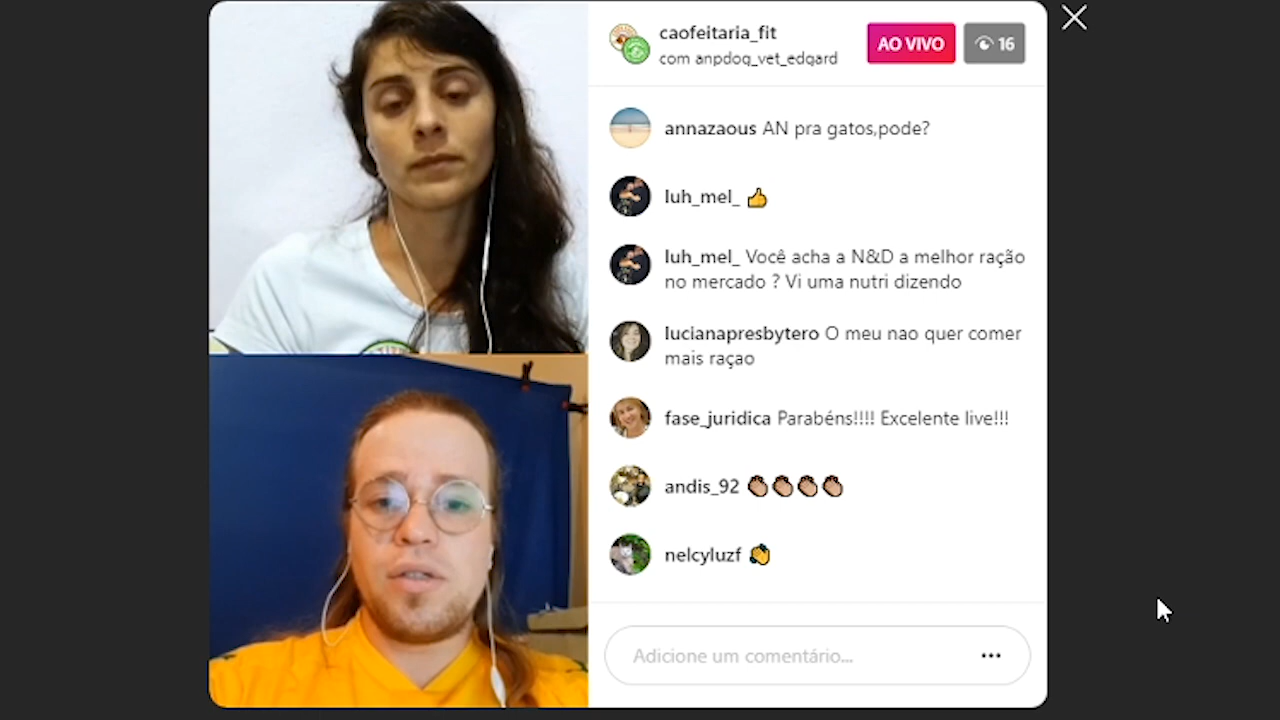 caofeitaria_fit
com anpdog_vet_edgard
AO VIVO
16
annazaous AN pra gatos,pode?
luh_mel_ 👍
luh_mel_ Você acha a N&D a melhor ração
no mercado ? Vi uma nutri dizendo
lucianapresbytero O meu nao quer comer
mais raçao
fase_juridica Parabéns!!!! Excelente live!!!
andis_92 👏🏼👏🏼👏🏼👏🏼
nelcyluzf 👏
Adicione um comentário...